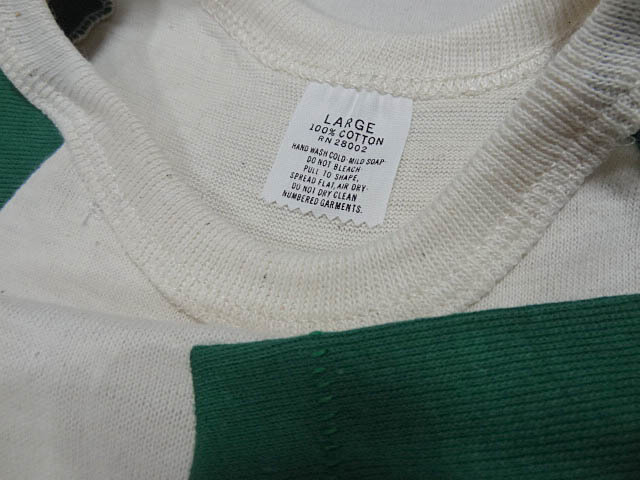 LARGE
100% COTTON
RN 28002
HAND WASH COLD-MILD SOAP-
DO NOT BLEACH-
PULL TO SHAPE,
SPREAD FLAT, AIR DRY-
DO NOT DRY CLEAN
NUMBERED GARMENTS.